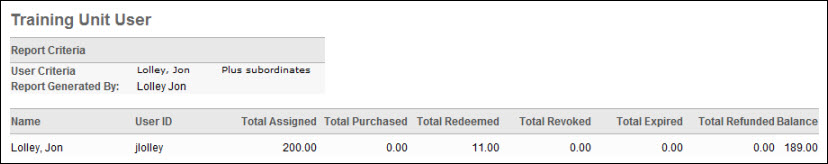 Training Unit User
Report Criteria
User Criteria Lolley, Jon Plus subordinates
Report Generated By: Lolley Jon
Name User ID Total Assigned Total Purchased Total Redeemed Total Revoked Total Expired Total Refunded Balance
Lolley, Jon jlolley 200.00 0.00 11.00 0.00 0.00 0.00 189.00